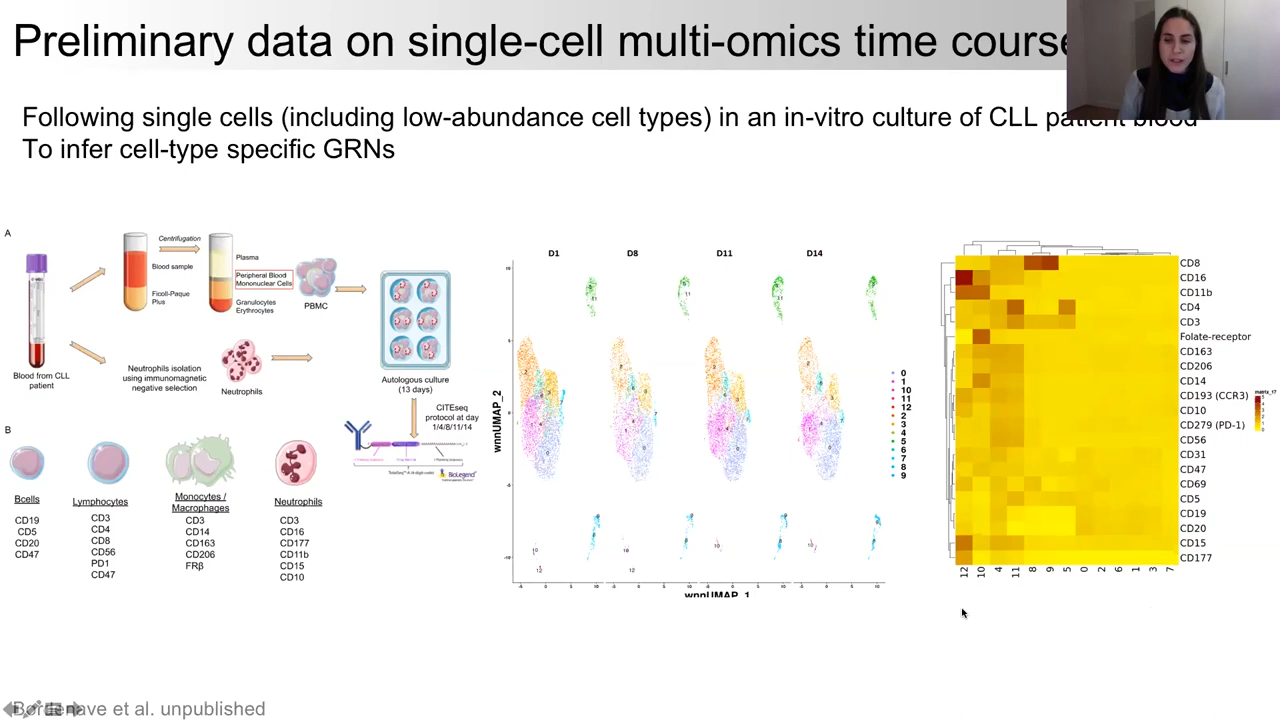 Preliminary data on single-cell multi-omics time course
Following single cells (including low-abundance cell types) in an in-vitro culture of CLL patient blood
To infer cell-type specific GRNs
A
Centrifugation
Blood sample
Ficoll-Paque
Plus
Plasma
Peripheral Blood
Mononuclear Cells
Granulocytes
Erythrocytes
PBMC
Blood from CLL
patient
Neutrophils isolation
using immunomagnetic
negative selection
Neutrophils
Autologous culture
(13 days)
CITEseq
protocol at day
1/4/8/11/14
BioLegend
B
Bcells
CD19
CD5
CD20
CD47
Lymphocytes
CD3
CD4
CD8
CD56
PD1
CD47
Monocytes /
Macrophages
CD3
CD14
CD163
CD206
FRβ
Neutrophils
CD3
CD16
CD177
CD11b
CD15
CD10
D1 D8 D11 D14
wnnUMAP_2
wnnUMAP_1
10
5
0
-5
-10
0
1
10
11
12
2
3
4
5
6
7
8
9
CD8
CD16
CD11b
CD4
CD3
Folate-receptor
CD163
CD206
CD14
CD193 (CCR3)
CD10
CD279 (PD-1)
CD56
CD31
CD47
CD69
CD5
CD19
CD20
CD15
CD177
12 10 4 11 8 9 5 0 2 6 1 3 7
Bordenave et al. unpublished